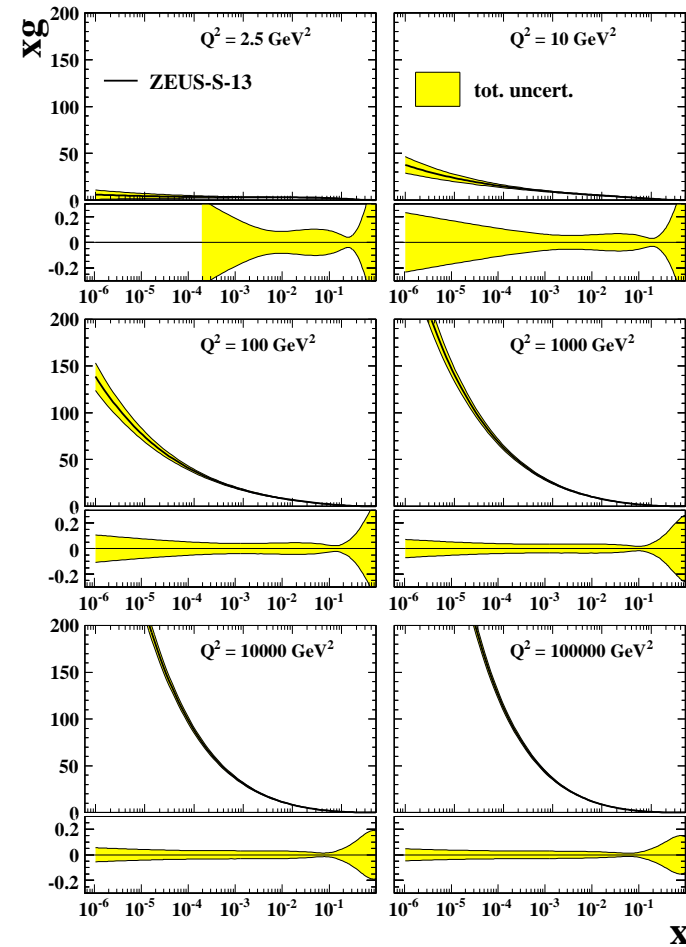 xg
200
150
100
50
0
Q² = 2.5 GeV²
ZEUS-S-13
Q² = 10 GeV²
tot. uncert.
0.2
0
-0.2
10⁻⁶ 10⁻⁵ 10⁻⁴ 10⁻³ 10⁻² 10⁻¹
10⁻⁶ 10⁻⁵ 10⁻⁴ 10⁻³ 10⁻² 10⁻¹
200
150
100
50
0
Q² = 100 GeV²
Q² = 1000 GeV²
0.2
0
-0.2
10⁻⁶ 10⁻⁵ 10⁻⁴ 10⁻³ 10⁻² 10⁻¹
10⁻⁶ 10⁻⁵ 10⁻⁴ 10⁻³ 10⁻² 10⁻¹
200
150
100
50
0
Q² = 10000 GeV²
Q² = 100000 GeV²
0.2
0
-0.2
10⁻⁶ 10⁻⁵ 10⁻⁴ 10⁻³ 10⁻² 10⁻¹
10⁻⁶ 10⁻⁵ 10⁻⁴ 10⁻³ 10⁻² 10⁻¹
x